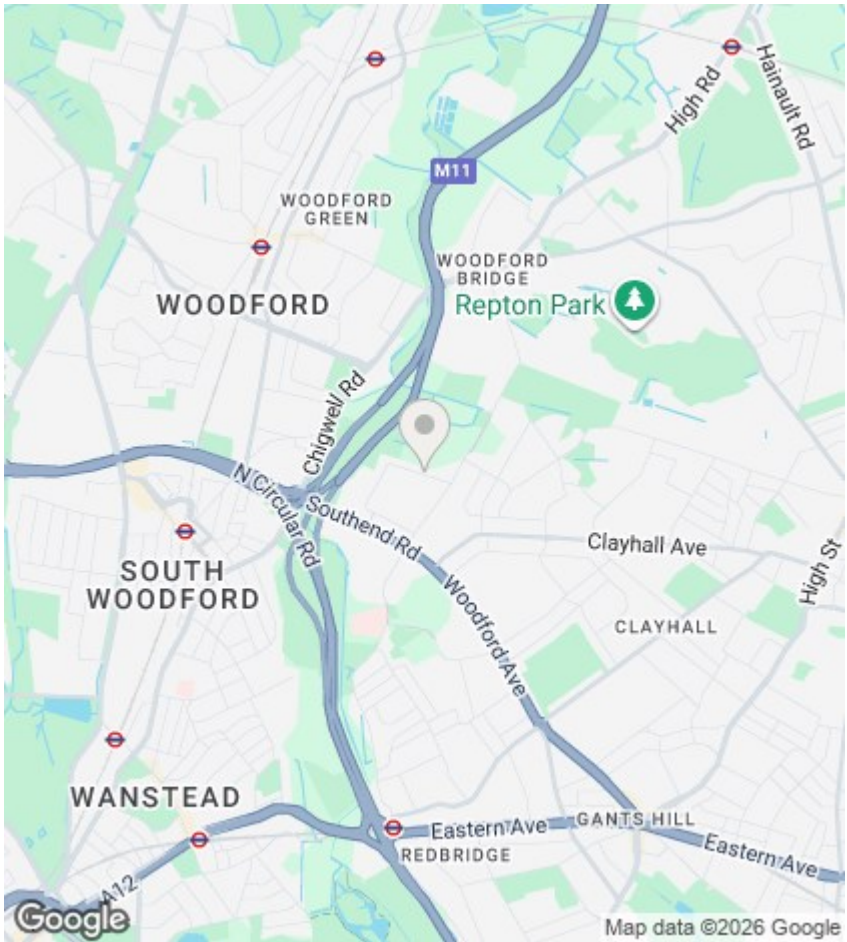 High Rd
Hainault Rd
M11
WOODFORD
GREEN
WOODFORD
BRIDGE
WOODFORD
Repton Park
Chigwell Rd
N Circular Rd
Southend Rd
Clayhall Ave
High St
SOUTH
WOODFORD
Woodford Ave
CLAYHALL
WANSTEAD
Eastern Ave
GANTS HILL
REDBRIDGE
Eastern Ave
A12
Google
Map data ©2026 Google